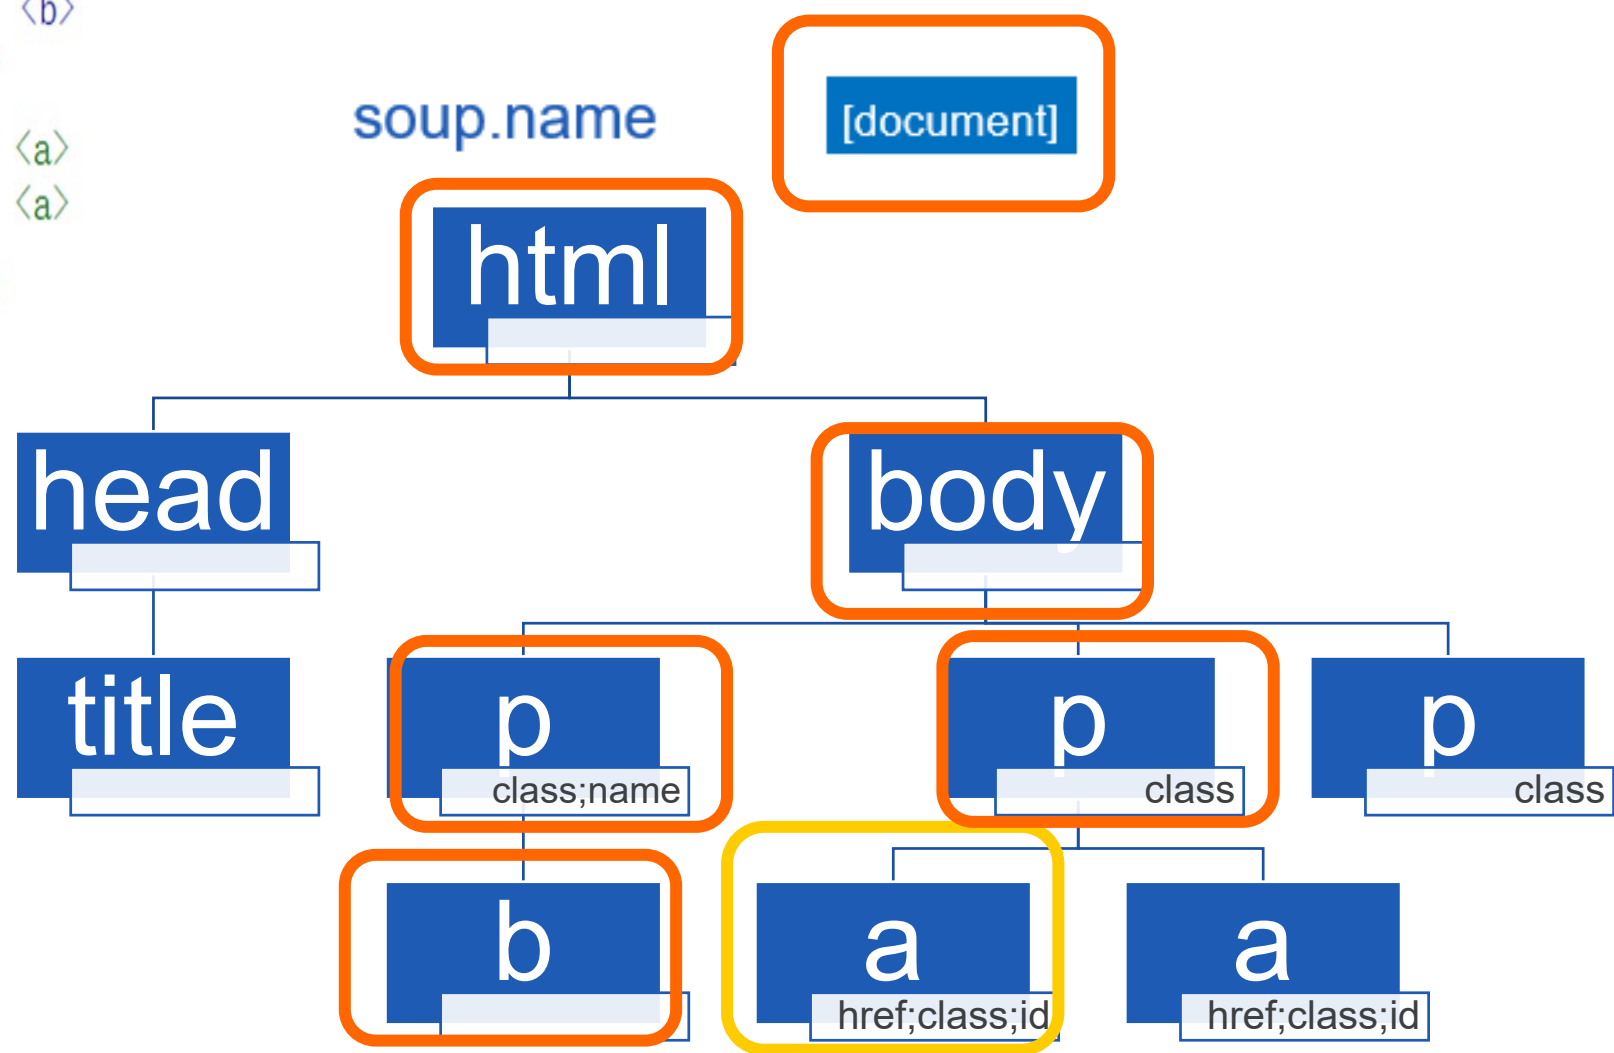 <b>
soup.name
[document]
<a>
<a>
html
head
body
title
p
class;name
p
class
p
class
b
a
href;class;id
a
href;class;id